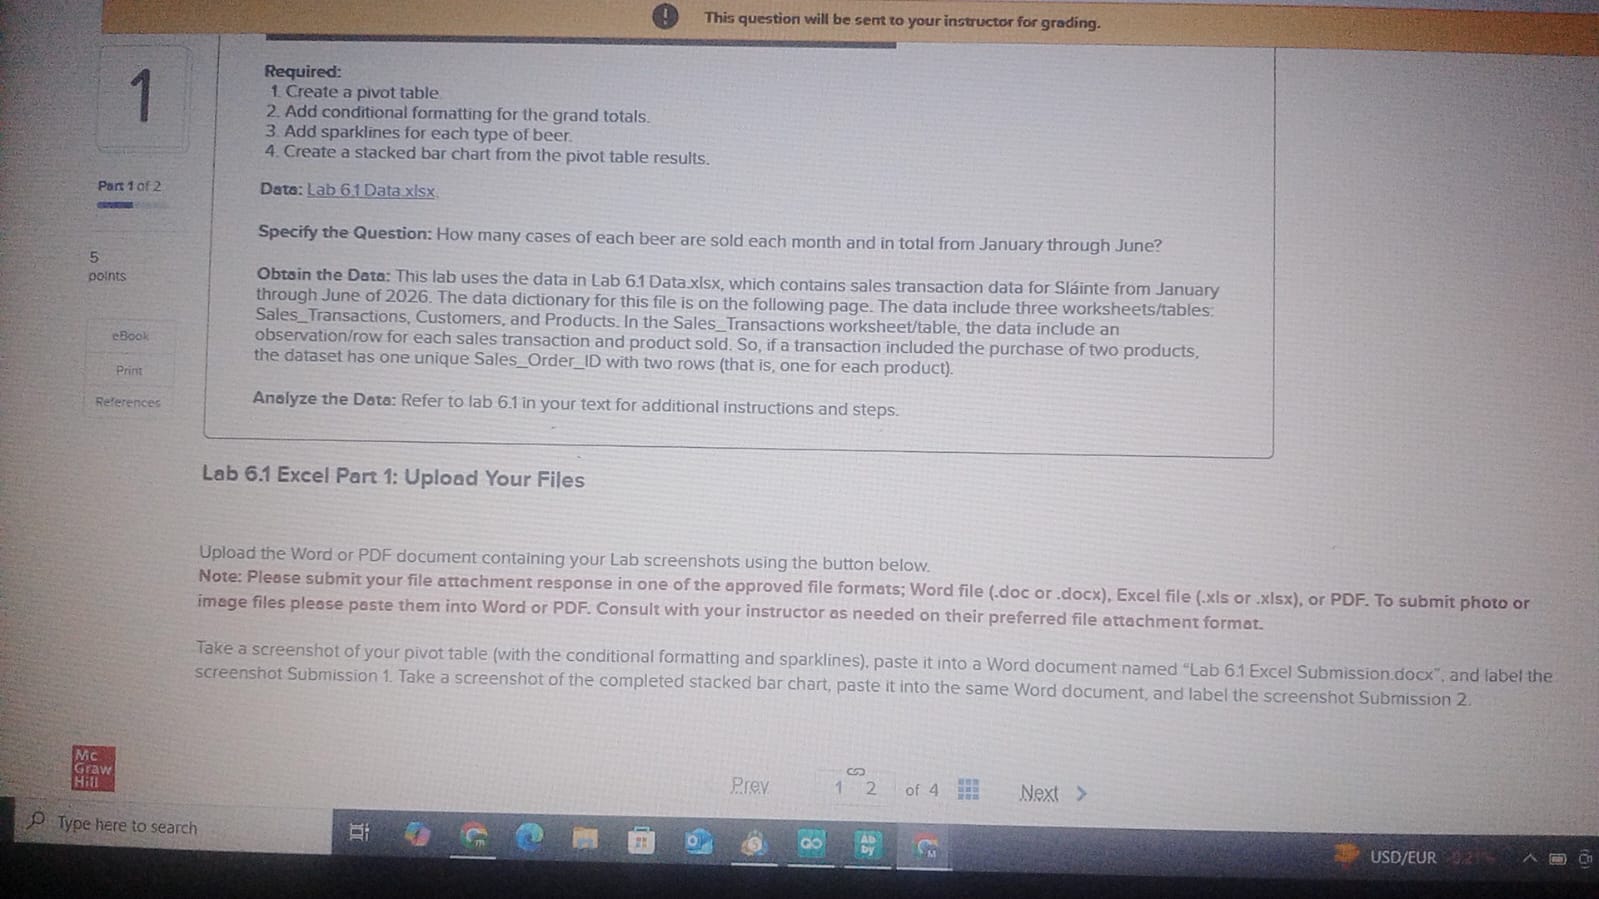 This question will be sent to your instructor for grading.
1
Required:
1. Create a pivot table.
2. Add conditional formatting for the grand totals.
3. Add sparklines for each type of beer.
4. Create a stacked bar chart from the pivot table results.
Part 1 of 2
Data: Lab 6.1 Data.xlsx.
Specify the Question: How many cases of each beer are sold each month and in total from January through June?
5
points
Obtain the Data: This lab uses the data in Lab 6.1 Data.xlsx, which contains sales transaction data for Sláinte from January
through June of 2026. The data dictionary for this file is on the following page. The data include three worksheets/tables:
Sales_Transactions, Customers, and Products. In the Sales_Transactions worksheet/table, the data include an
observation/row for each sales transaction and product sold. So, if a transaction included the purchase of two products,
the dataset has one unique Sales_Order_ID with two rows (that is, one for each product).
eBook
Print
References
Analyze the Data: Refer to lab 6.1 in your text for additional instructions and steps.
Lab 6.1 Excel Part 1: Upload Your Files
Upload the Word or PDF document containing your Lab screenshots using the button below.
Note: Please submit your file attachment response in one of the approved file formats; Word file (.doc or .docx), Excel file (.xls or .xlsx), or PDF. To submit photo or
image files please paste them into Word or PDF. Consult with your instructor as needed on their preferred file attachment format.
Take a screenshot of your pivot table (with the conditional formatting and sparklines), paste it into a Word document named “Lab 6.1 Excel Submission.docx”, and label the
screenshot Submission 1. Take a screenshot of the completed stacked bar chart, paste it into the same Word document, and label the screenshot Submission 2.
Mc
Graw
Hill
Prev 1 2 of 4 Next
Type here to search
Ab
by
USD/EUR